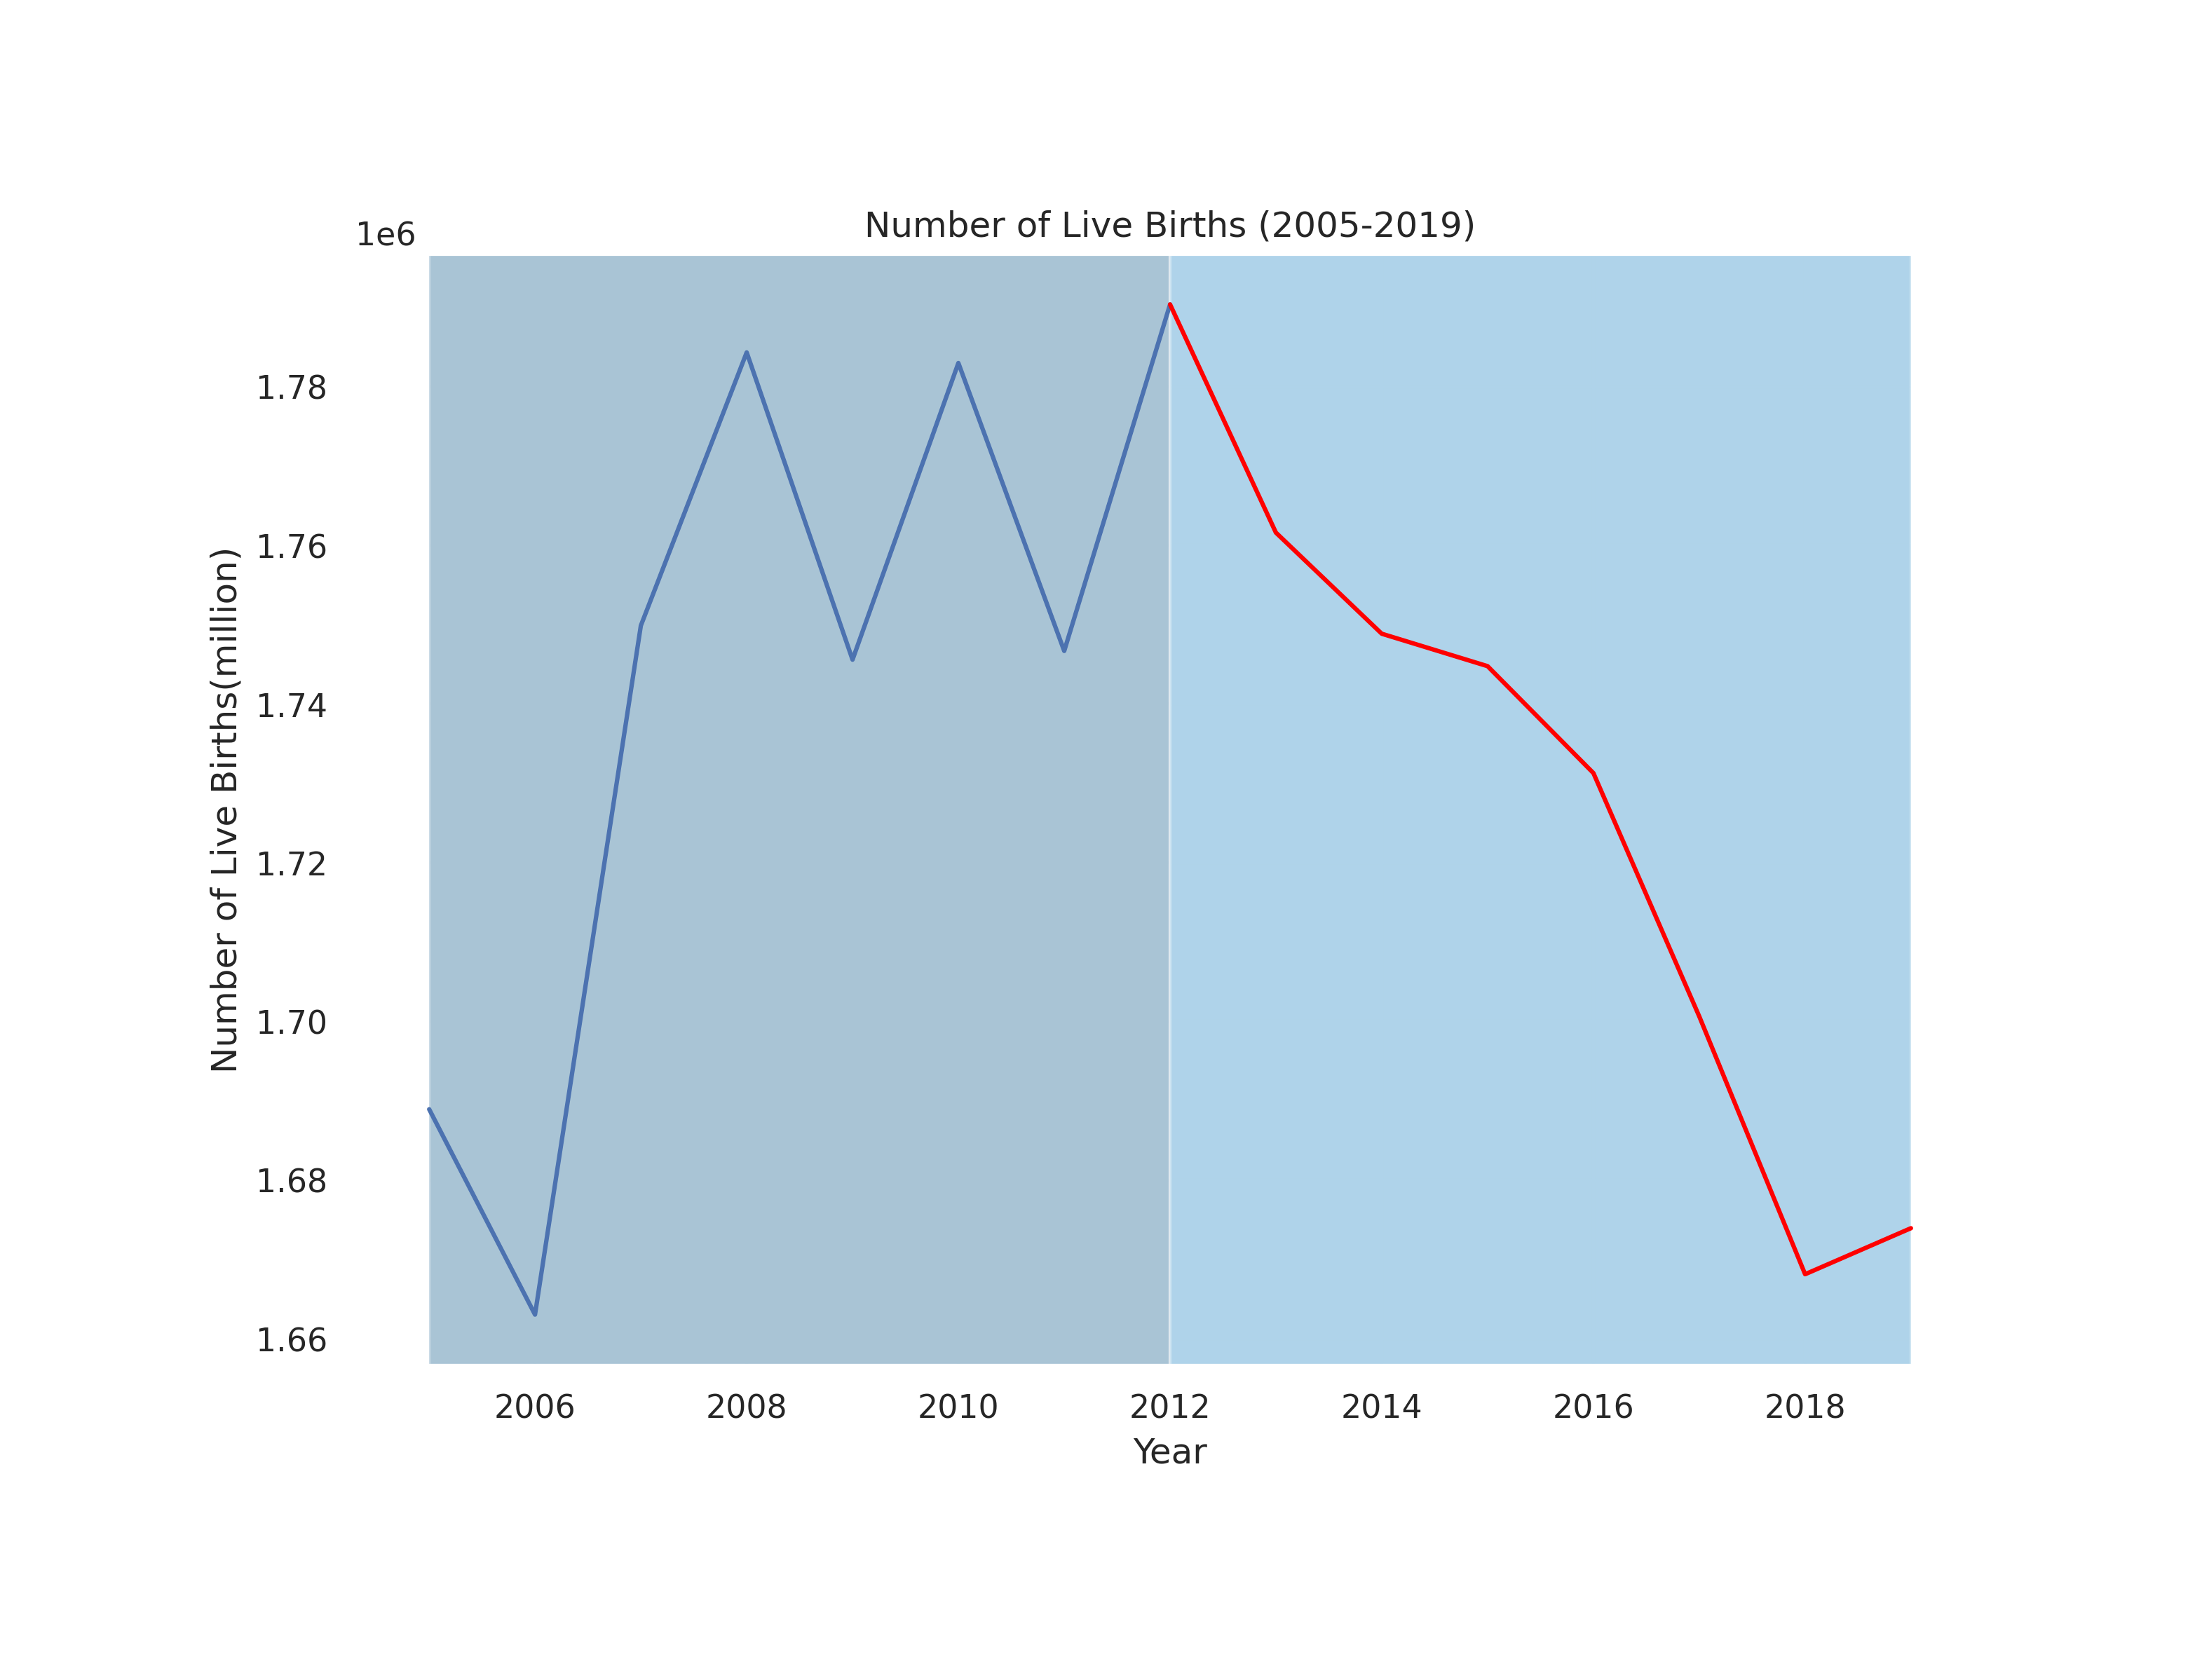 Number of Live Births (2005-2019)
1e6
1.78
1.76
1.74
1.72
1.70
1.68
1.66
Number of Live Births(million)
2006 2008 2010 2012 2014 2016 2018
Year